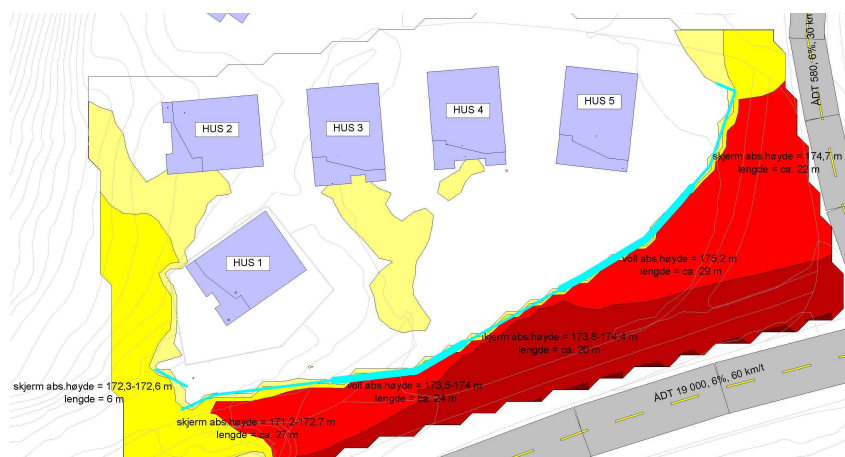 HUS 2
HUS 3
HUS 4
HUS 5
ÅDT 580, 6%, 30 km/t
skjerm abs.høyde = 174,7 m
lengde = ca. 22 m
HUS 1
voll abs.høyde = 175,2 m
lengde = ca. 29 m
skjerm abs.høyde = 173,8-174,4 m
lengde = ca. 20 m
skjerm abs.høyde = 172,3-172,6 m
lengde = 6 m
voll abs.høyde = 173,5-174 m
lengde = ca. 24 m
ÅDT 19 000, 6%, 60 km/t
skjerm abs.høyde = 171,2-172,7 m
lengde = ca. 27 m